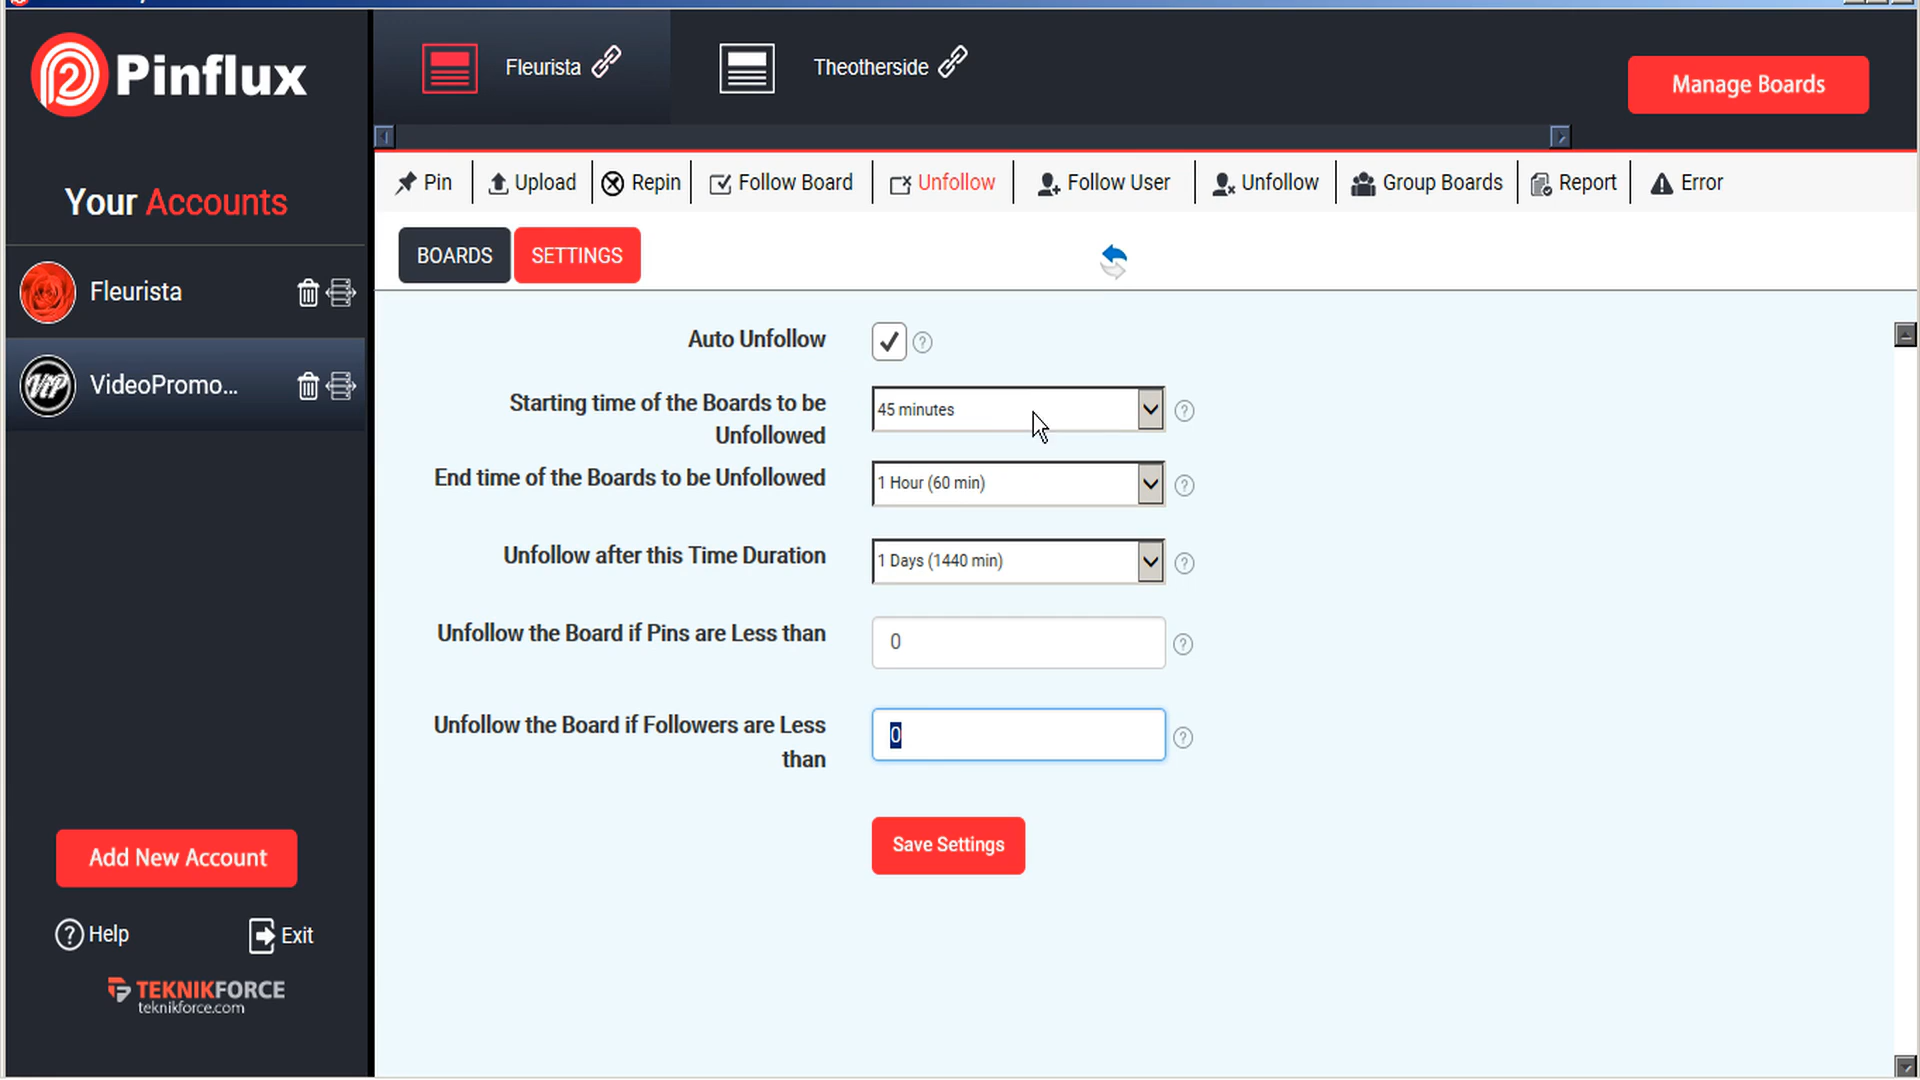 Pinflux
Fleurista
Theotherside
Manage Boards
Your Accounts
Pin
Upload
Repin
Follow Board
Unfollow
Follow User
Unfollow
Group Boards
Report
Error
BOARDS
SETTINGS
Fleurista
VideoPromo...
Auto Unfollow
Starting time of the Boards to be
Unfollowed
45 minutes
End time of the Boards to be Unfollowed
1 Hour (60 min)
Unfollow after this Time Duration
1 Days (1440 min)
Unfollow the Board if Pins are Less than
0
Unfollow the Board if Followers are Less
than
0
Save Settings
Add New Account
Help
Exit
TEKNIKFORCE
teknikforce.com